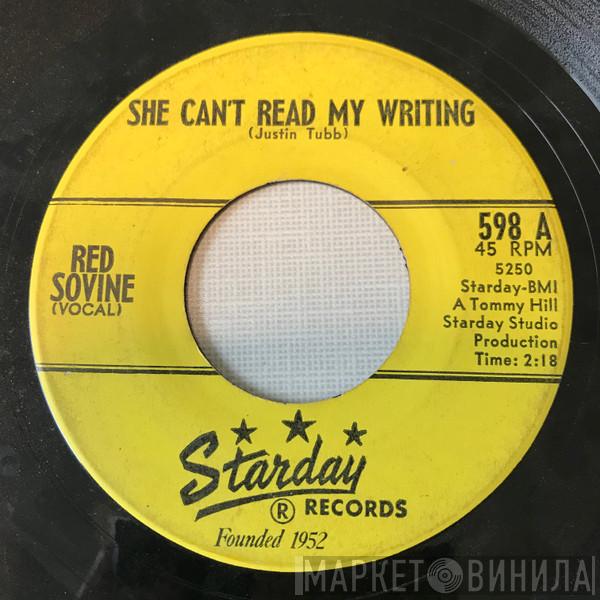 SHE CAN'T READ MY WRITING
(Justin Tubb)
RED
SOVINE
(VOCAL)
598 A
45 RPM
5250
Starday-BMI
A Tommy Hill
Starday Studio
Production
Time: 2:18
Starday
® RECORDS
Founded 1952
МАРКЕТ ВИНИЛА